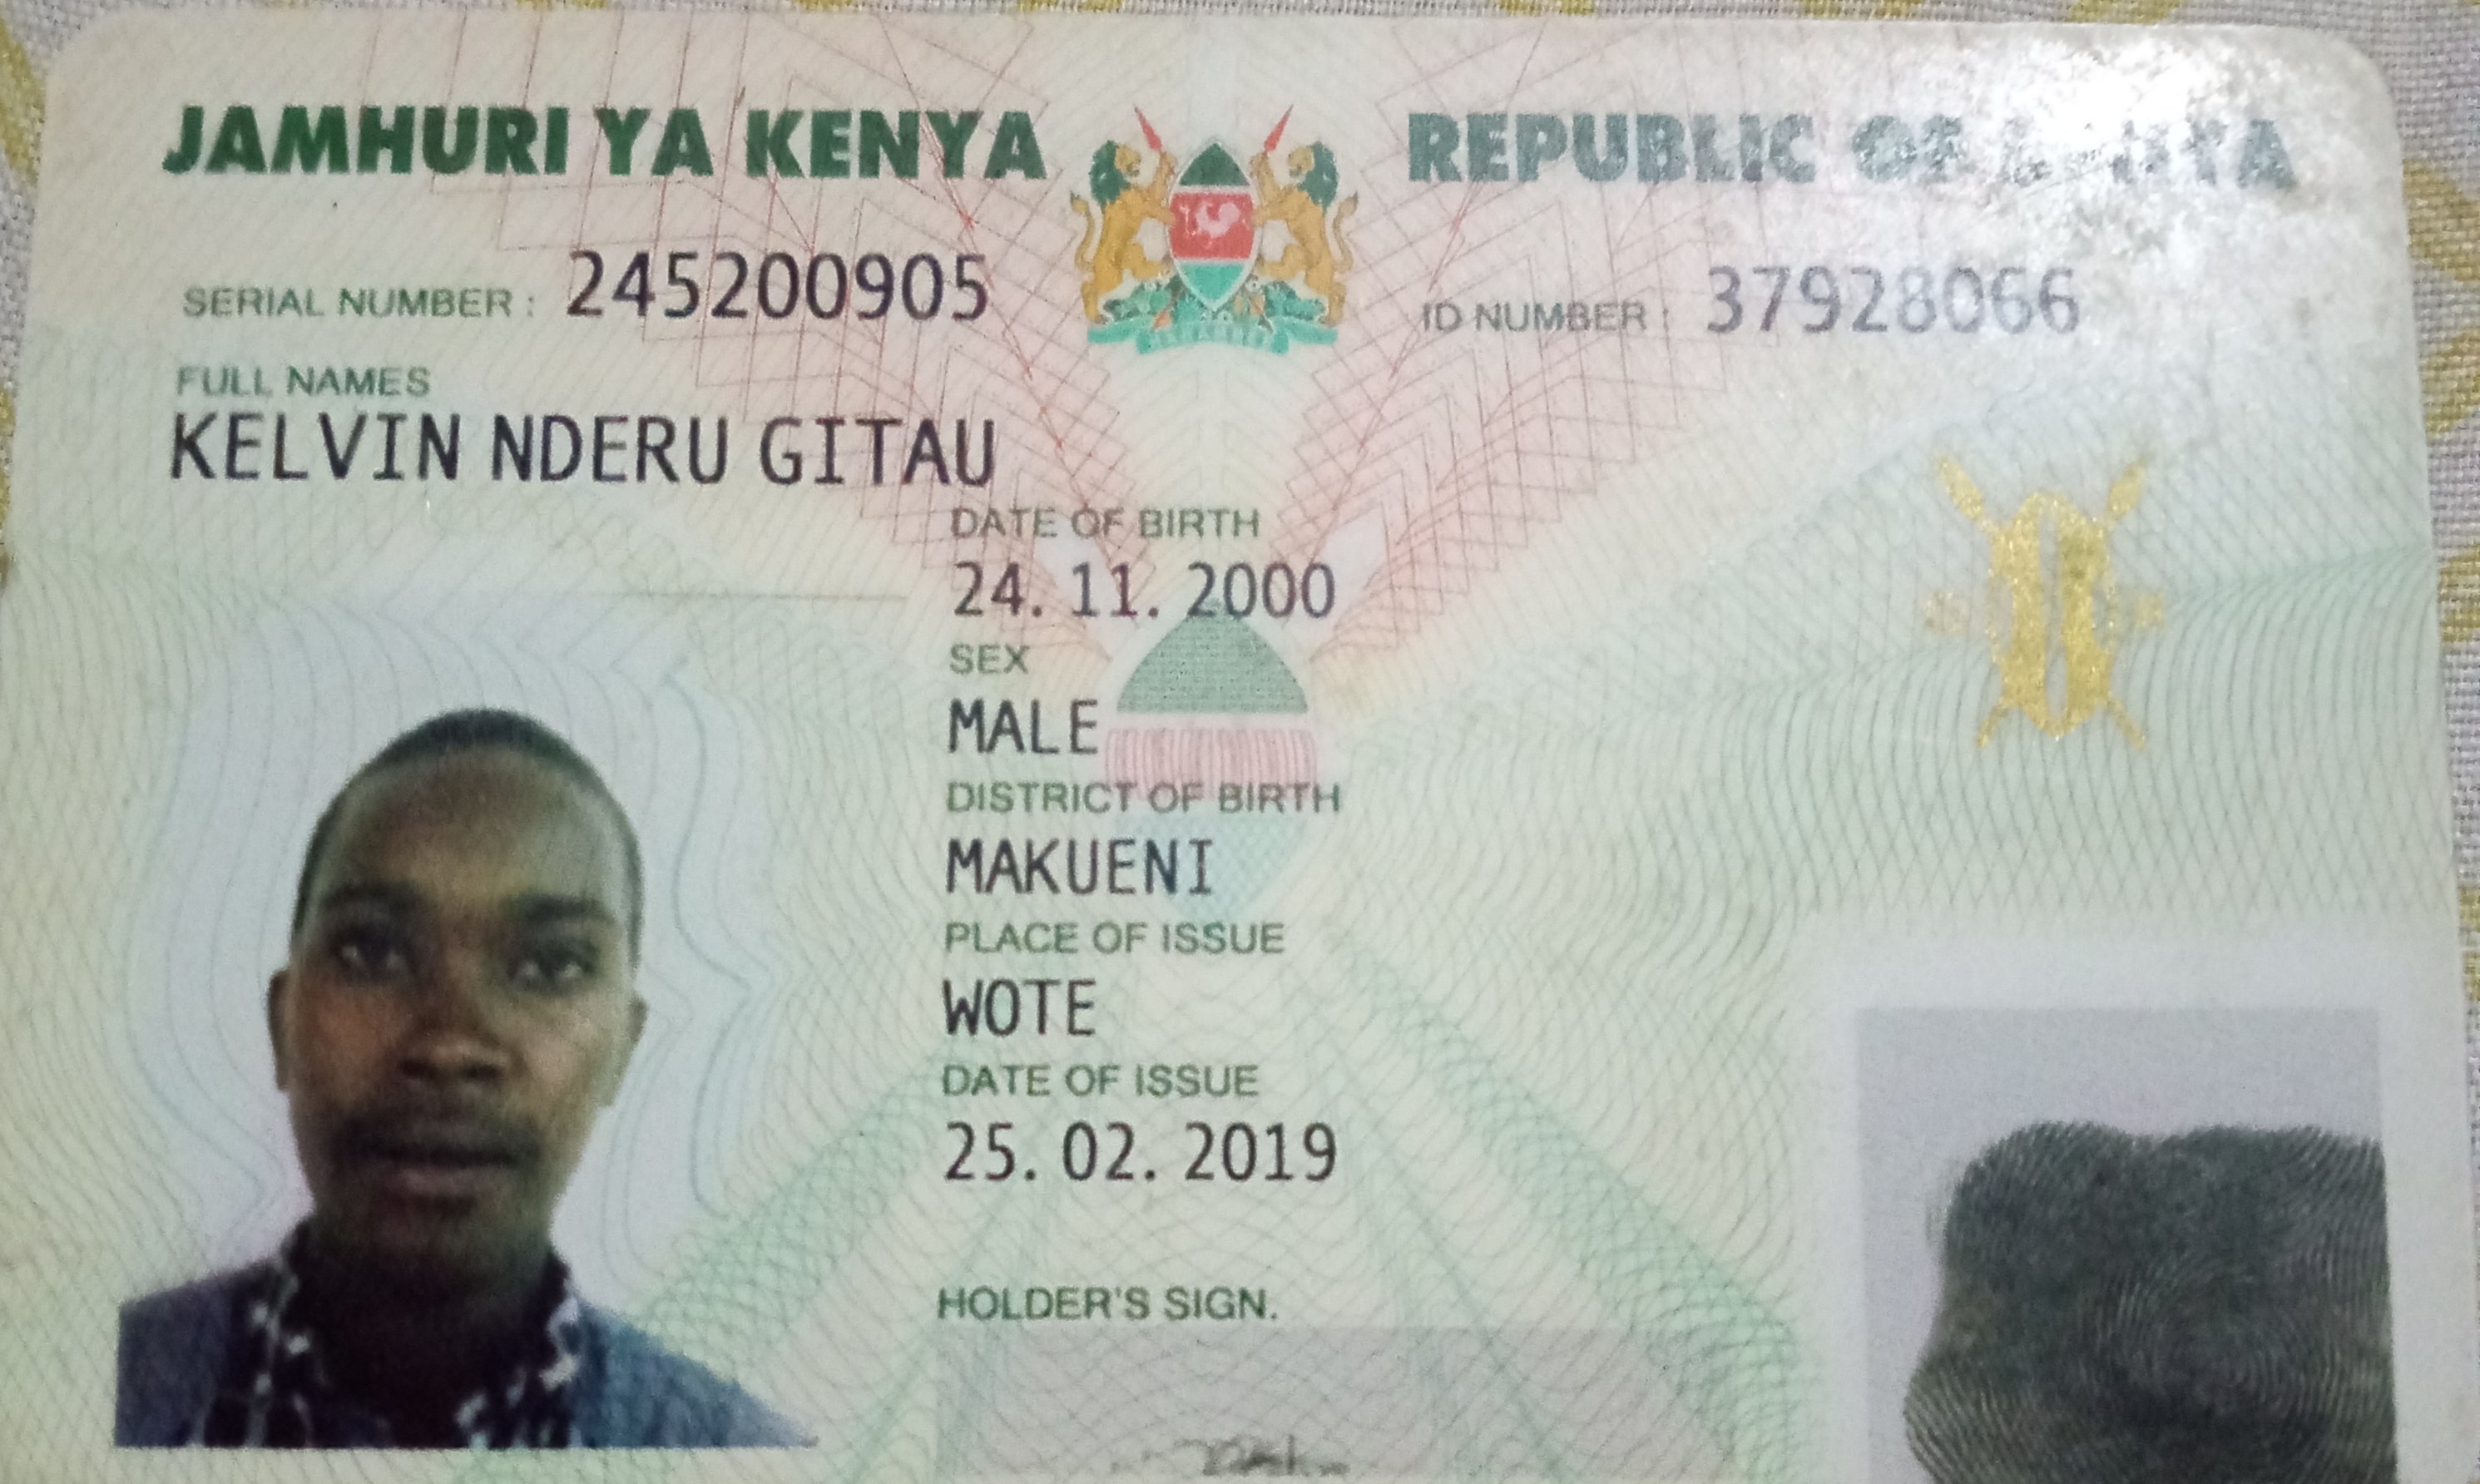 JAMHURI YA KENYA REPUBLIC OF KENYA
SERIAL NUMBER : 245200905 ID NUMBER : 37928066
FULL NAMES
KELVIN NDERU GITAU
DATE OF BIRTH
24. 11. 2000
SEX
MALE
DISTRICT OF BIRTH
MAKUENI
PLACE OF ISSUE
WOTE
DATE OF ISSUE
25. 02. 2019
HOLDER'S SIGN.